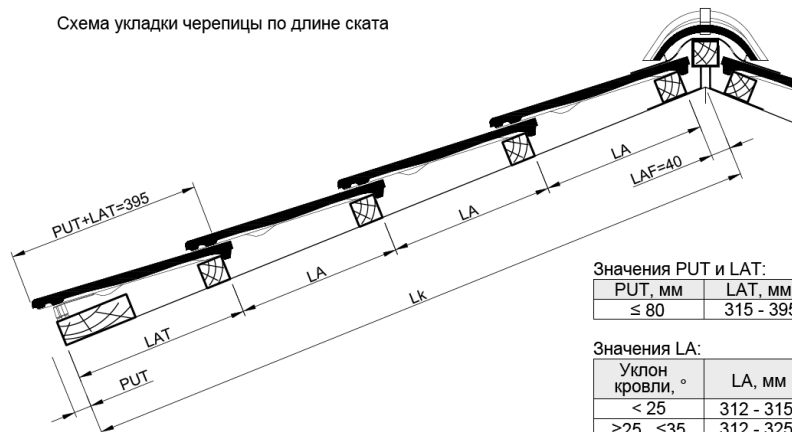 Схема укладки черепицы по длине ската
PUT+LAT=395
LA
LAF=40
LA
LA
Lk
LAT
PUT
Значения PUT и LAT:
PUT, мм LAT, мм
≤ 80 315 - 395
Значения LA:
Уклон кровли, ° LA, мм
< 25 312 - 315
≥25...≤35 312 - 325